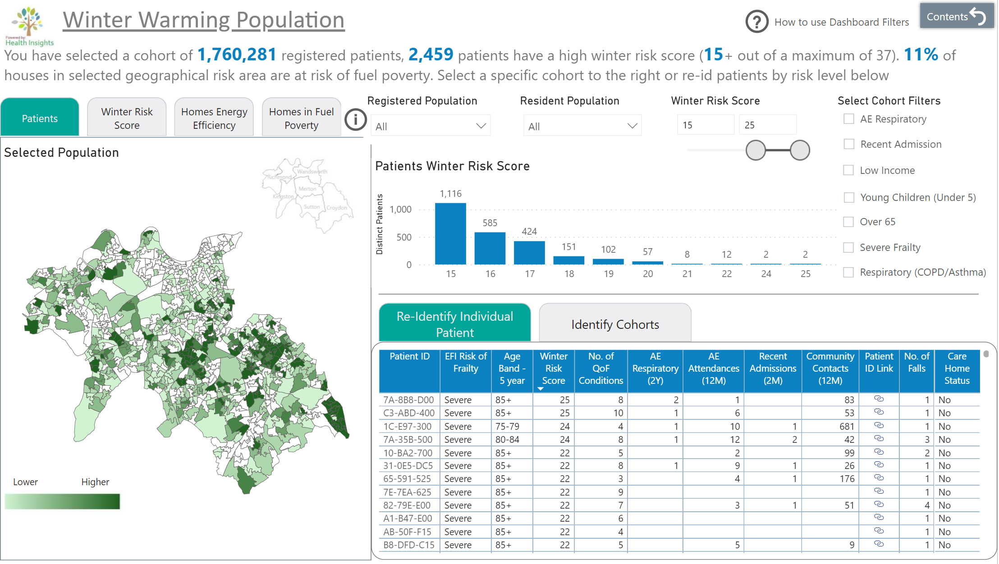 Winter Warming Population
Powered by:
Health Insights
How to use Dashboard Filters
Contents
You have selected a cohort of 1,760,281 registered patients, 2,459 patients have a high winter risk score (15+ out of a maximum of 37). 11% of
houses in selected geographical risk area are at risk of fuel poverty. Select a specific cohort to the right or re-id patients by risk level below
Patients
Winter Risk
Score
Homes Energy
Efficiency
Homes in Fuel
Poverty
Registered Population
All
Resident Population
All
Winter Risk Score
15 25
Select Cohort Filters
AE Respiratory
Recent Admission
Low Income
Young Children (Under 5)
Over 65
Severe Frailty
Respiratory (COPD/Asthma)
Selected Population
Wandsworth
Richmond
Merton
Kingston
Sutton
Croydon
Lower Higher
Patients Winter Risk Score
Distinct Patients
1,000
500
0
1,116 585 424 151 102 57 8 12 2 2
15 16 17 18 19 20 21 22 24 25
Re-Identify Individual
Patient
Identify Cohorts
Patient ID EFI Risk of Frailty Age Band - 5 year Winter Risk Score No. of QoF Conditions AE Respiratory (2Y) AE Attendances (12M) Recent Admissions (2M) Community Contacts (12M) Patient ID Link No. of Falls Care Home Status
7A-8B8-D00 Severe 85+ 25 8 2 1 83 1 No
C3-ABD-400 Severe 85+ 25 10 1 6 53 1 No
1C-E97-300 Severe 75-79 24 4 1 10 1 681 1 No
7A-35B-500 Severe 80-84 24 8 1 12 2 42 3 No
10-BA2-700 Severe 85+ 22 5 2 99 2 No
31-0E5-DC5 Severe 85+ 22 8 1 9 1 26 1 No
65-591-525 Severe 85+ 22 3 4 1 176 1 No
7E-7EA-625 Severe 85+ 22 9 1 No
82-79E-E00 Severe 85+ 22 7 3 1 51 4 No
A1-B47-E00 Severe 85+ 22 6 1 No
AB-50F-F15 Severe 85+ 22 4 1 No
B8-DFD-C15 Severe 85+ 22 5 5 9 1 No